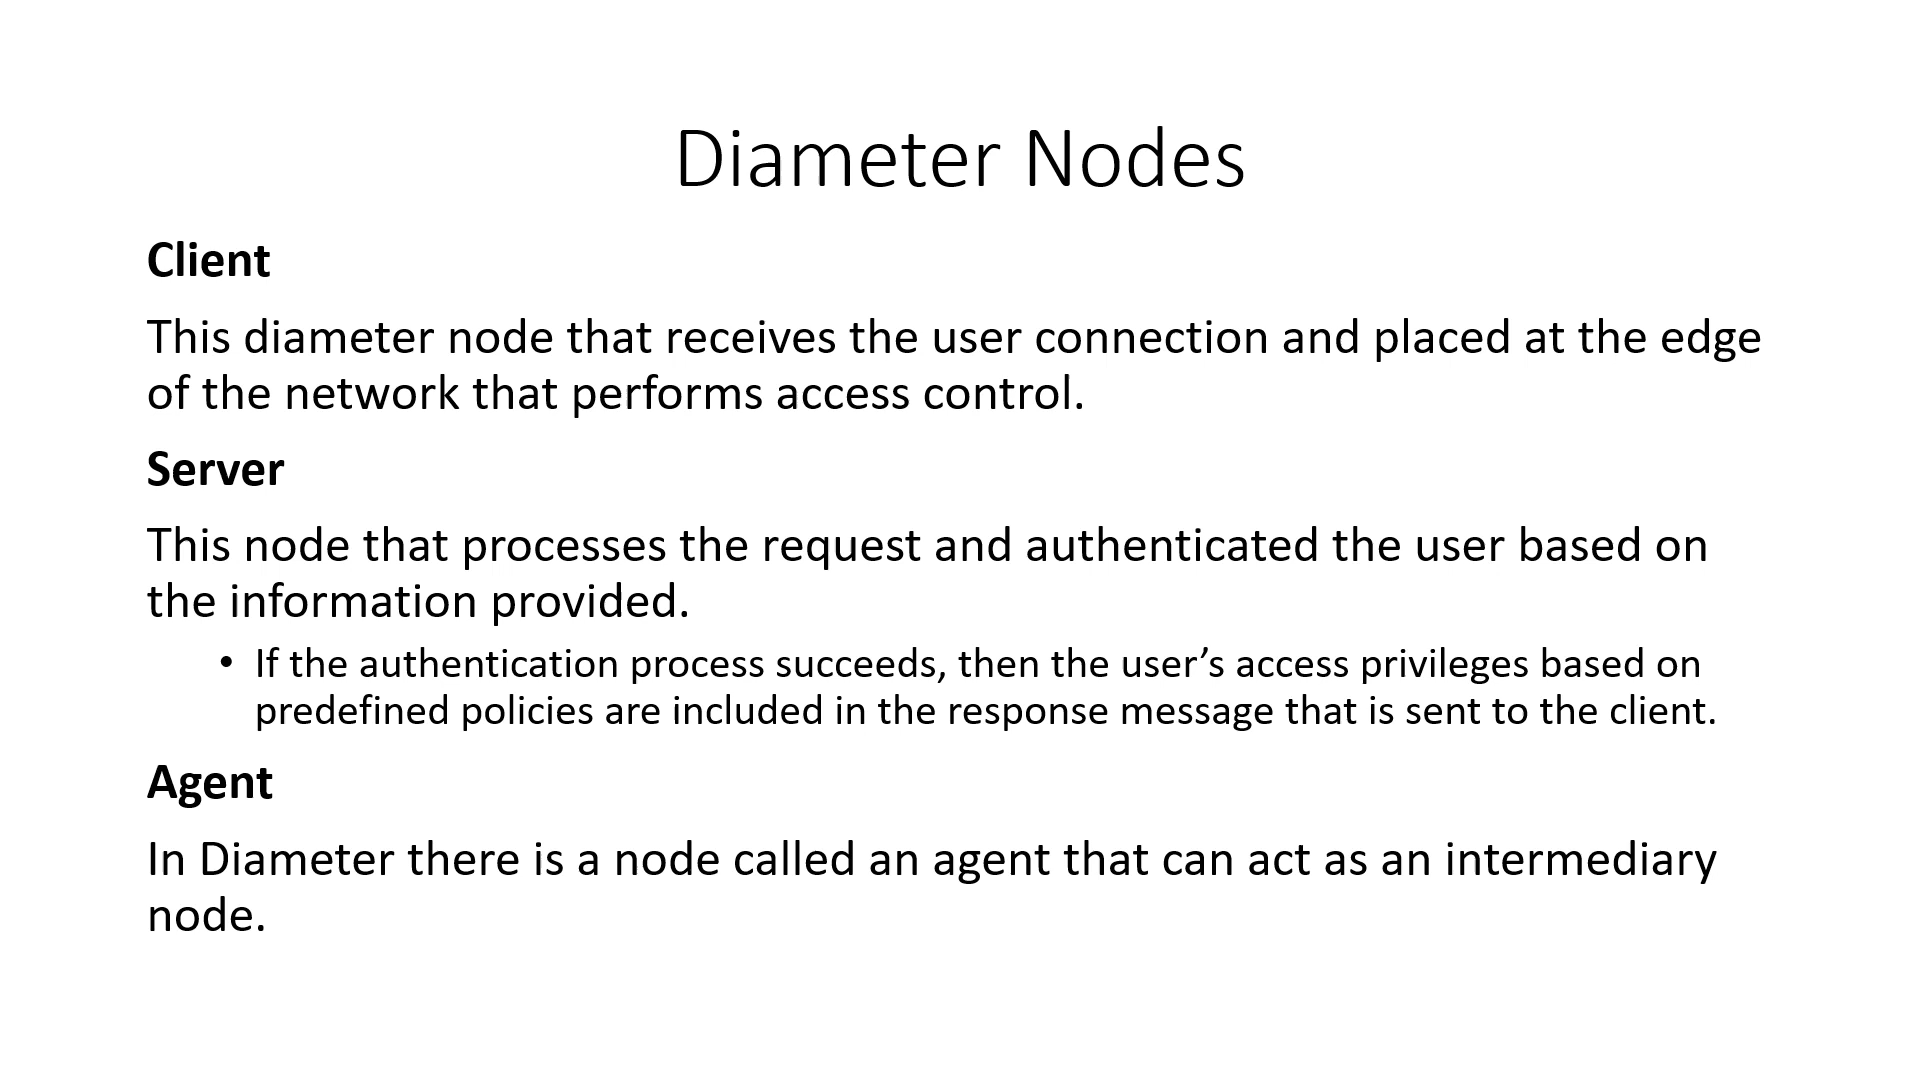 Diameter Nodes
Client
This diameter node that receives the user connection and placed at the edge
of the network that performs access control.
Server
This node that processes the request and authenticated the user based on
the information provided.
• If the authentication process succeeds, then the user’s access privileges based on
predefined policies are included in the response message that is sent to the client.
Agent
In Diameter there is a node called an agent that can act as an intermediary
node.